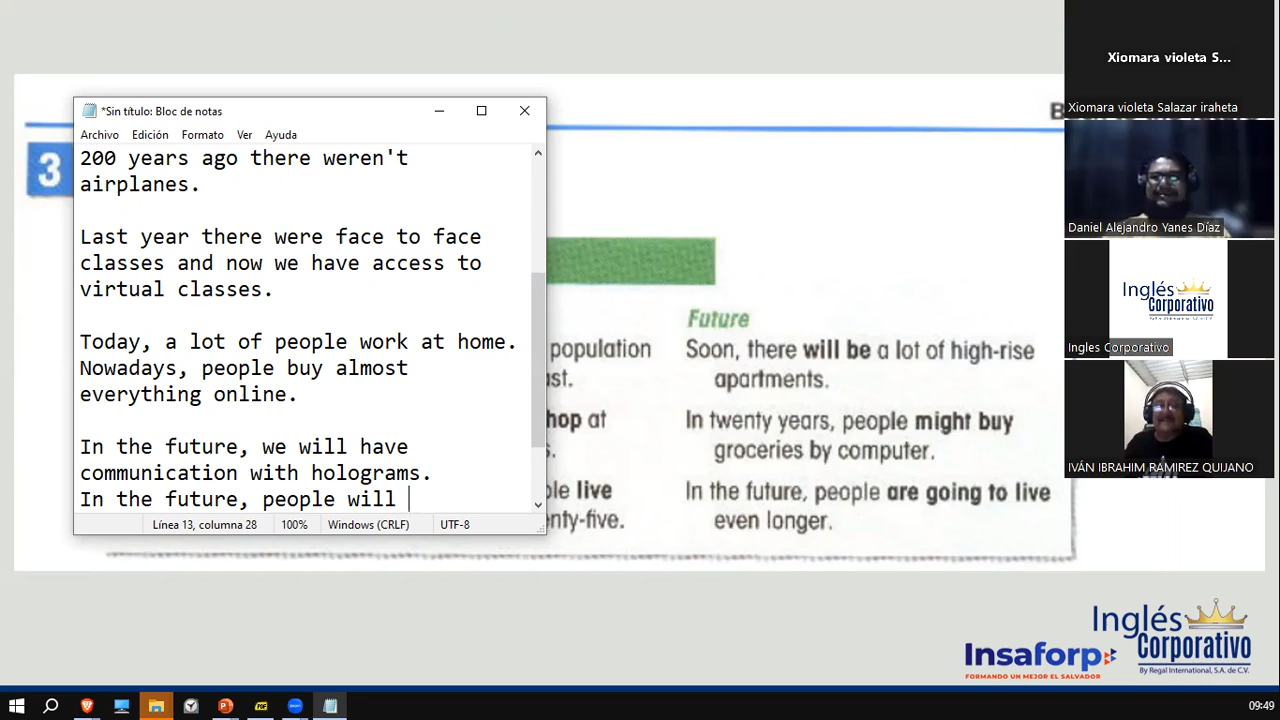 *Sin título: Bloc de notas
Archivo Edición Formato Ver Ayuda
200 years ago there weren't
airplanes.
Last year there were face to face
classes and now we have access to
virtual classes.
Today, a lot of people work at home.
Nowadays, people buy almost
everything online.
In the future, we will have
communication with holograms.
In the future, people will
Línea 13, columna 28 100% Windows (CRLF) UTF-8
3
population
Future
Soon, there will be a lot of high-rise
apartments.
hop at
In twenty years, people might buy
groceries by computer.
live
In the future, people are going to live
even longer.
Xiomara violeta S...
Xiomara violeta Salazar iraheta
Daniel Alejandro Yanes Díaz
Inglés
Corporativo
Ingles Corporativo
IVÁN IBRAHIM RAMIREZ QUIJANO
Insaforp
FORMANDO UN MEJOR EL SALVADOR
Inglés
Corporativo
By Regal International, S.A. de C.V.
09:49